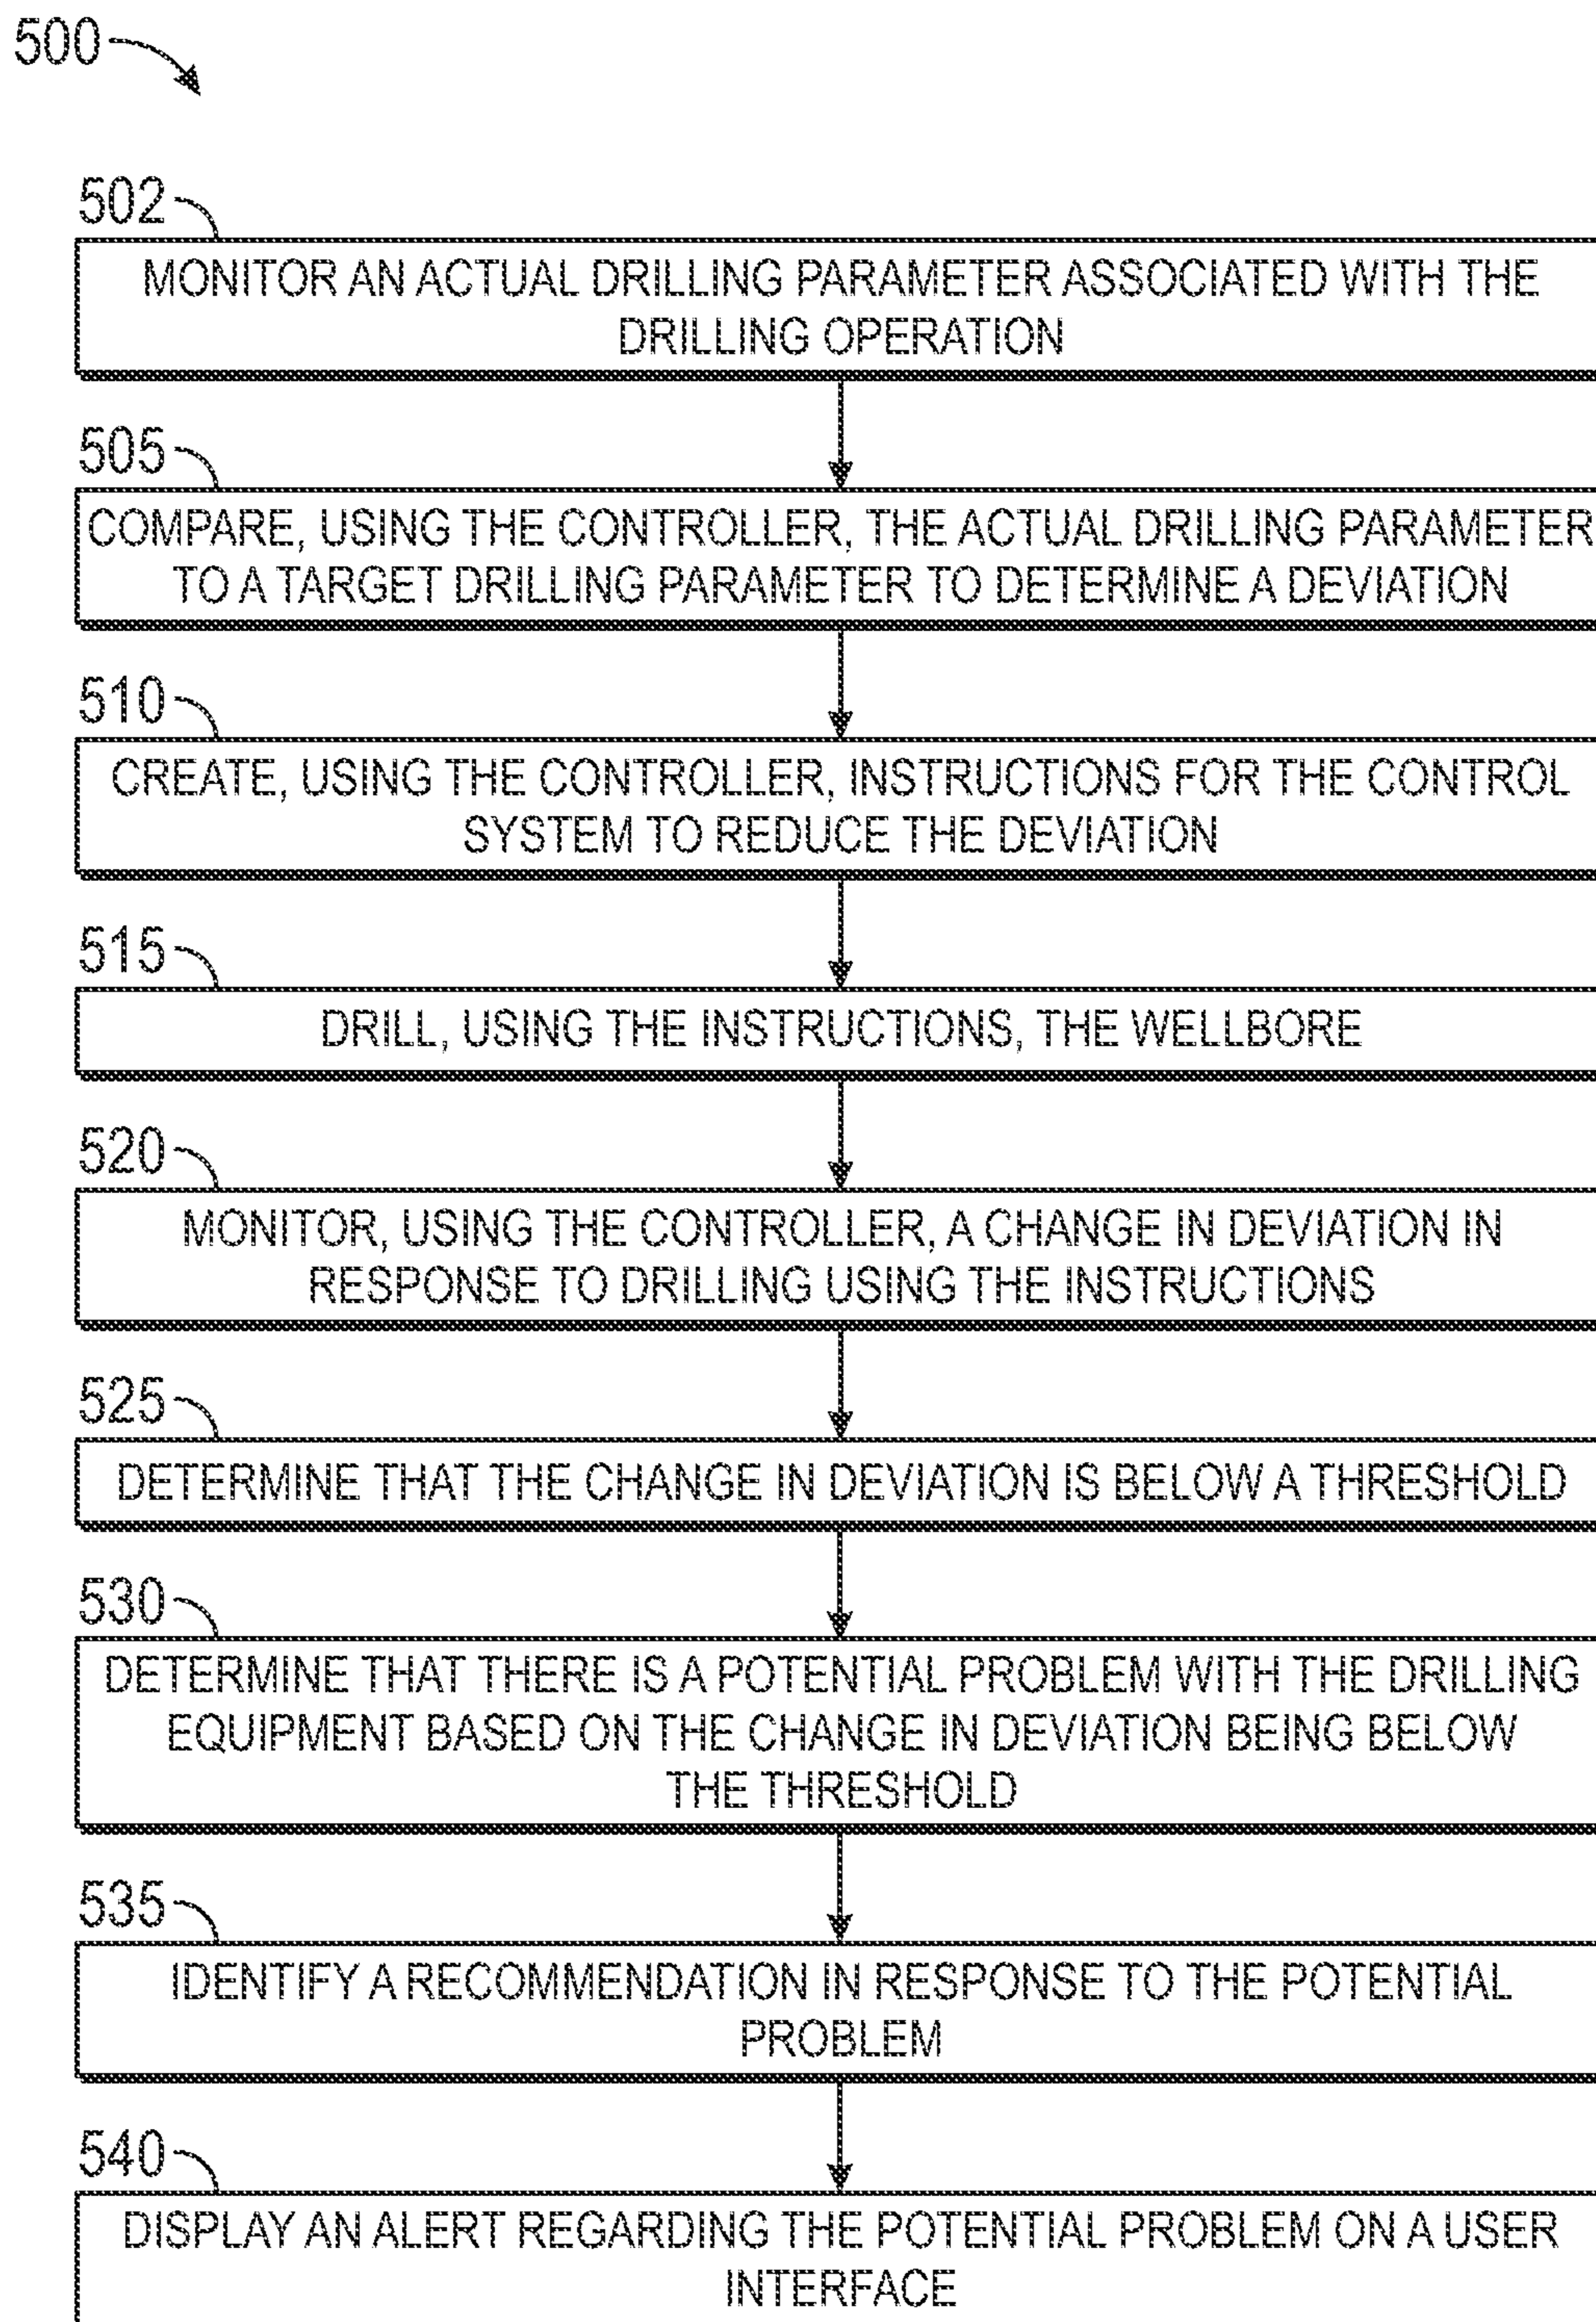 500
502
MONITOR AN ACTUAL DRILLING PARAMETER ASSOCIATED WITH THE
DRILLING OPERATION
505
COMPARE, USING THE CONTROLLER, THE ACTUAL DRILLING PARAMETER
TO A TARGET DRILLING PARAMETER TO DETERMINE A DEVIATION
510
CREATE, USING THE CONTROLLER, INSTRUCTIONS FOR THE CONTROL
SYSTEM TO REDUCE THE DEVIATION
515
DRILL, USING THE INSTRUCTIONS, THE WELLBORE
520
MONITOR, USING THE CONTROLLER, A CHANGE IN DEVIATION IN
RESPONSE TO DRILLING USING THE INSTRUCTIONS
525
DETERMINE THAT THE CHANGE IN DEVIATION IS BELOW A THRESHOLD
530
DETERMINE THAT THERE IS A POTENTIAL PROBLEM WITH THE DRILLING
EQUIPMENT BASED ON THE CHANGE IN DEVIATION BEING BELOW
THE THRESHOLD
535
IDENTIFY A RECOMMENDATION IN RESPONSE TO THE POTENTIAL
PROBLEM
540
DISPLAY AN ALERT REGARDING THE POTENTIAL PROBLEM ON A USER
INTERFACE